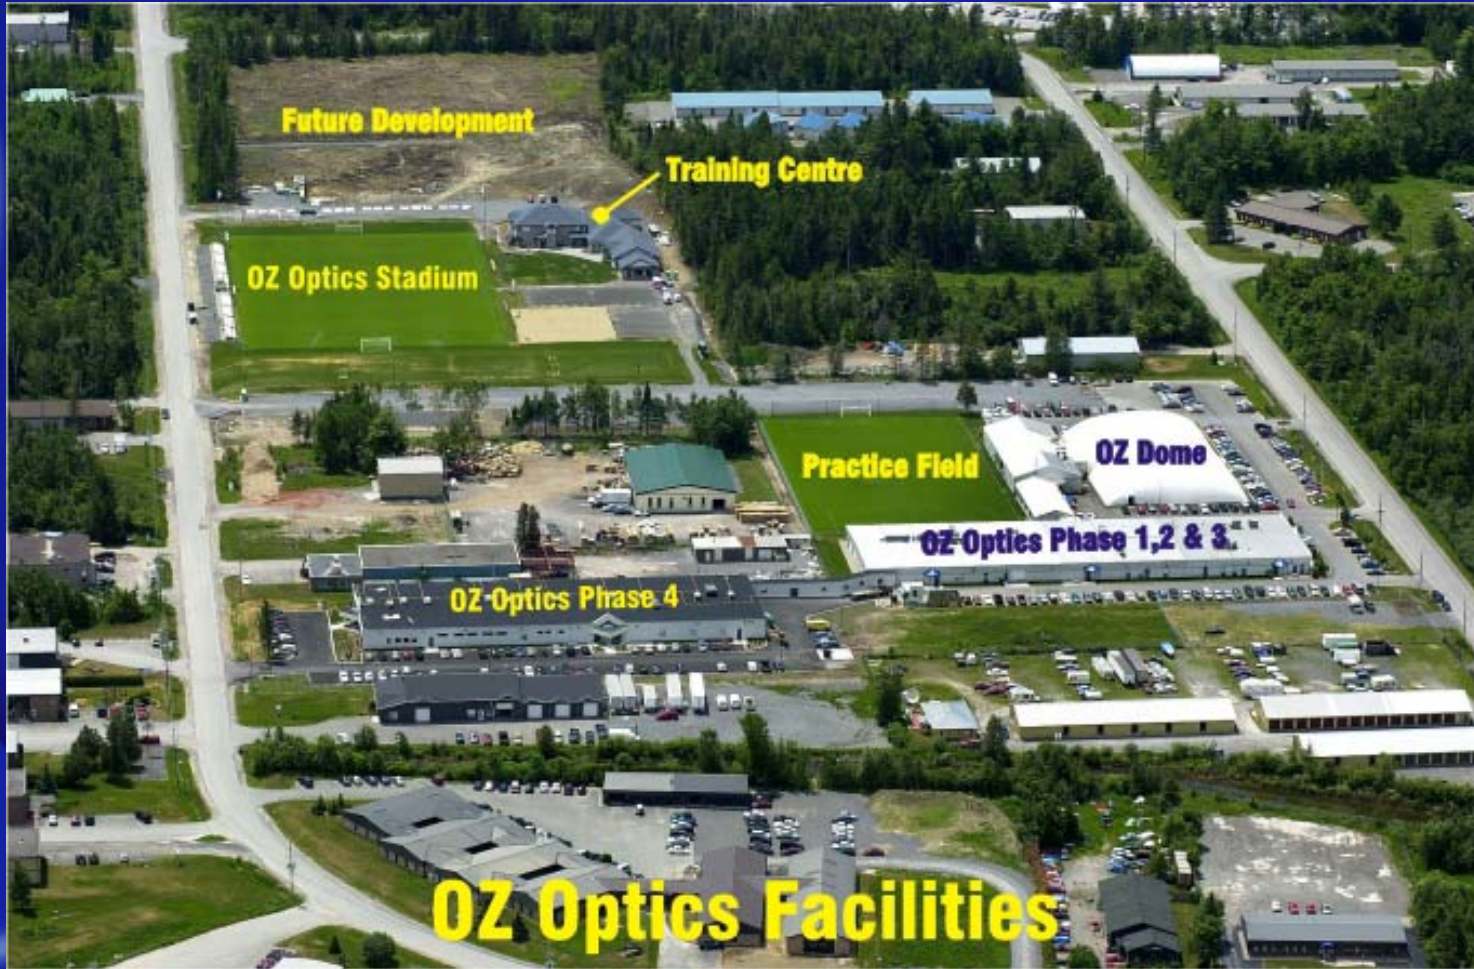 Future Development
Training Centre
OZ Optics Stadium
OZ Dome
Practice Field
OZ Optics Phase 1,2 & 3
OZ Optics Phase 4
OZ Optics Facilities